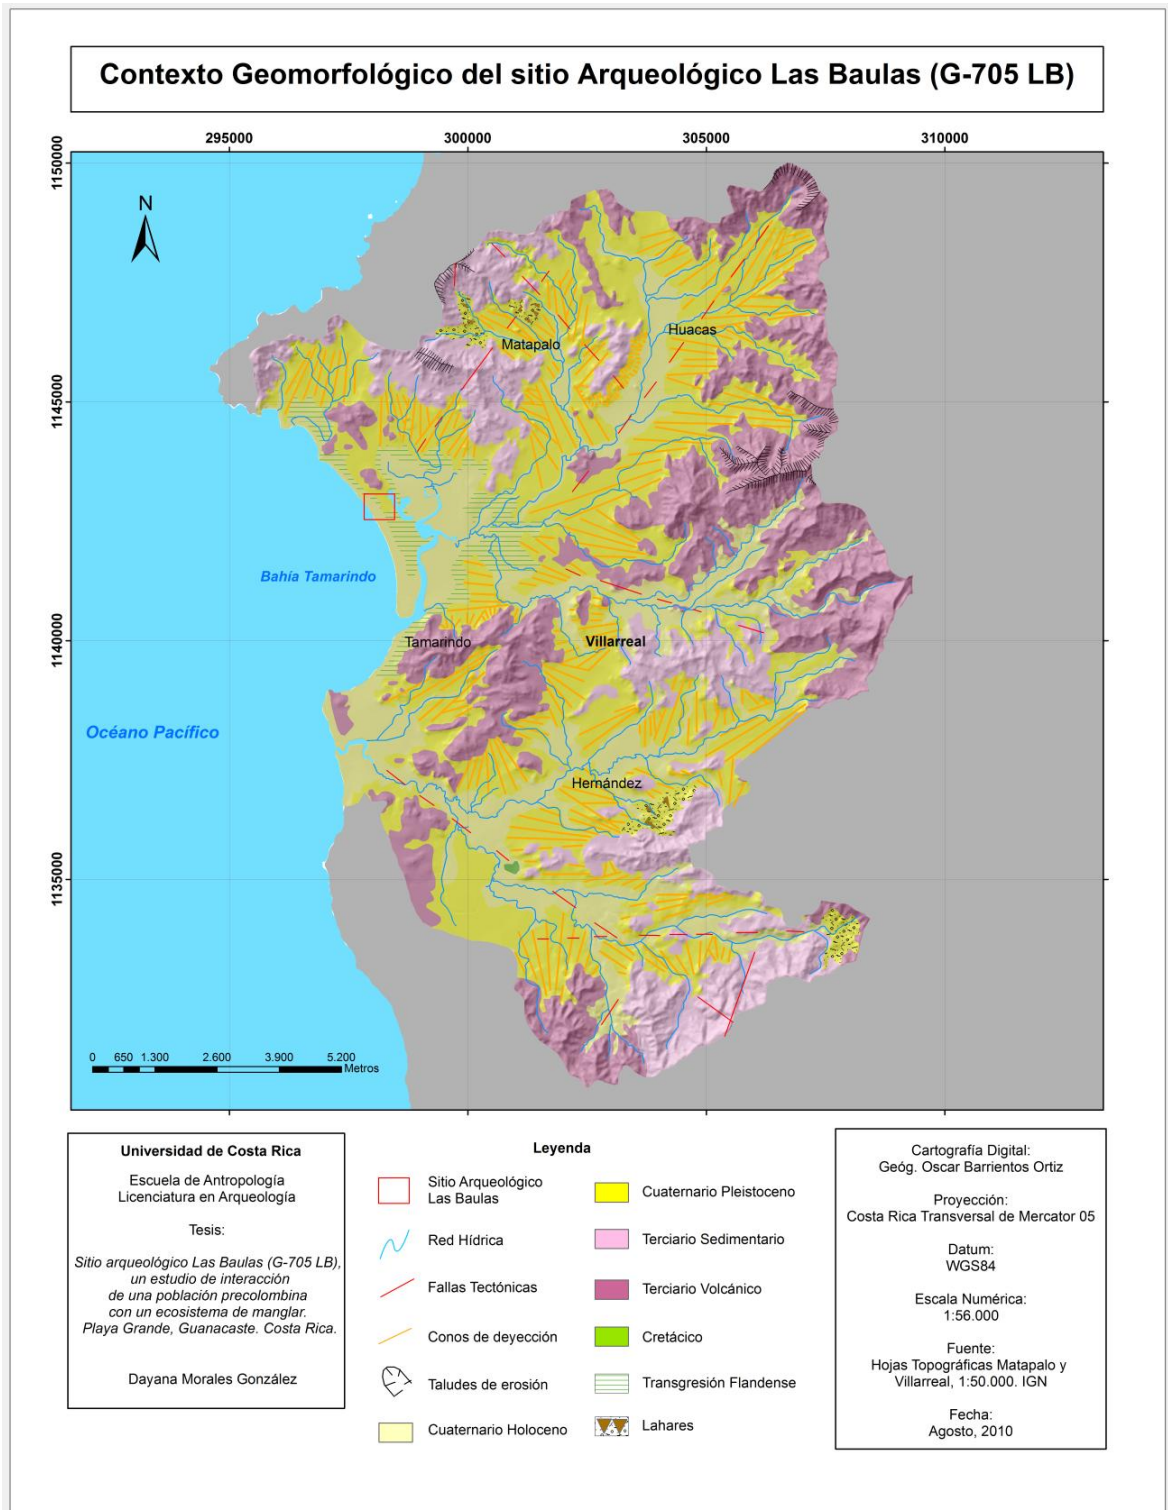 Contexto Geomorfológico del sitio Arqueológico Las Baulas (G-705 LB)
295000
300000
305000
310000
1150000
1145000
1140000
1135000
N
Huacas
Matapalo
Bahía Tamarindo
Tamarindo
Villarreal
Océano Pacífico
Hernández
0 650 1.300 2.600 3.900 5.200
Metros
Universidad de Costa Rica
Escuela de Antropología
Licenciatura en Arqueología
Tesis:
Sitio arqueológico Las Baulas (G-705 LB),
un estudio de interacción
de una población precolombina
con un ecosistema de manglar.
Playa Grande, Guanacaste. Costa Rica.
Dayana Morales González
Leyenda
Sitio Arqueológico
Las Baulas
Red Hídrica
Fallas Tectónicas
Conos de deyección
Taludes de erosión
Cuaternario Holoceno
Cuaternario Pleistoceno
Terciario Sedimentario
Terciario Volcánico
Cretácico
Transgresión Flandense
Lahares
Cartografía Digital:
Geóg. Oscar Barrientos Ortiz
Proyección:
Costa Rica Transversal de Mercator 05
Datum:
WGS84
Escala Numérica:
1:56.000
Fuente:
Hojas Topográficas Matapalo y
Villarreal, 1:50.000. IGN
Fecha:
Agosto, 2010